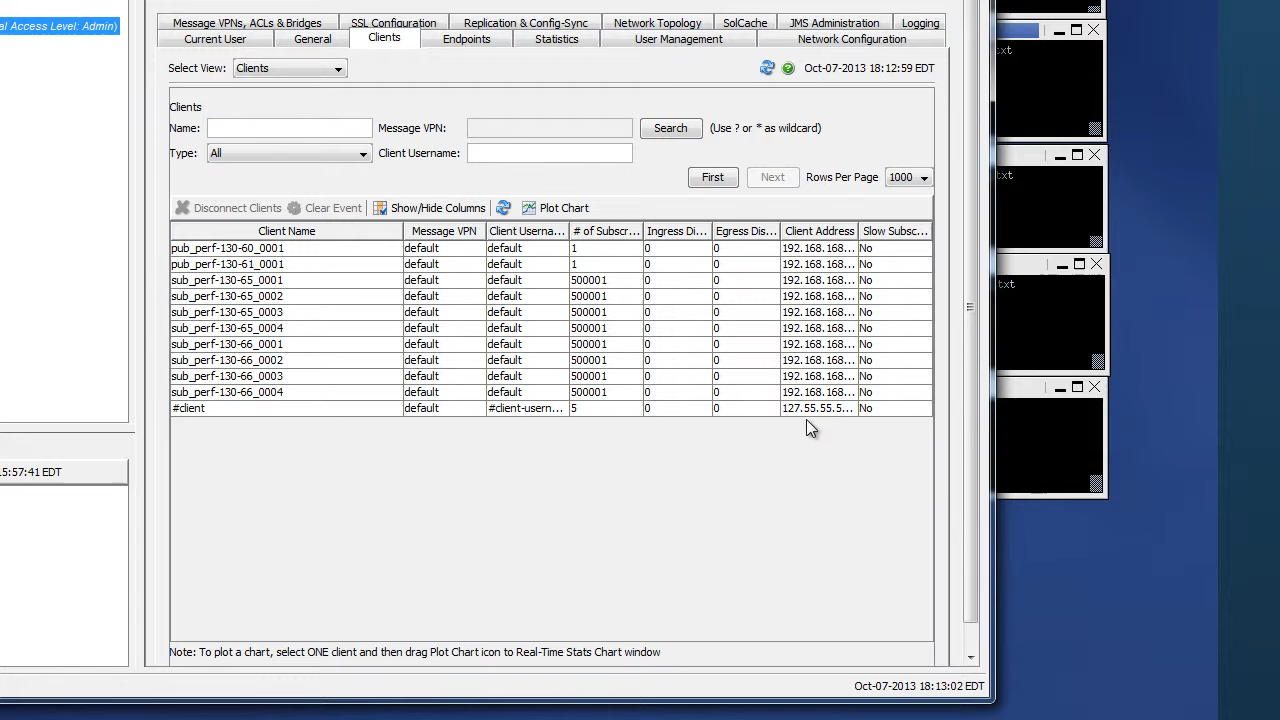 al Access Level: Admin)
Message VPNs, ACLs & Bridges SSL Configuration Replication & Config-Sync Network Topology SolCache JMS Administration Logging
Current User General Clients Endpoints Statistics User Management Network Configuration
Select View: Clients Oct-07-2013 18:12:59 EDT
Clients
Name: Message VPN: Search (Use ? or * as wildcard)
Type: All Client Username:
First Next Rows Per Page 1000
Disconnect Clients Clear Event Show/Hide Columns Plot Chart
Client Name Message VPN Client Userna... # of Subscr... Ingress Di... Egress Dis... Client Address Slow Subsc...
pub_perf-130-60_0001 default default 1 0 0 192.168.168... No
pub_perf-130-61_0001 default default 1 0 0 192.168.168... No
sub_perf-130-65_0001 default default 500001 0 0 192.168.168... No
sub_perf-130-65_0002 default default 500001 0 0 192.168.168... No
sub_perf-130-65_0003 default default 500001 0 0 192.168.168... No
sub_perf-130-65_0004 default default 500001 0 0 192.168.168... No
sub_perf-130-66_0001 default default 500001 0 0 192.168.168... No
sub_perf-130-66_0002 default default 500001 0 0 192.168.168... No
sub_perf-130-66_0003 default default 500001 0 0 192.168.168... No
sub_perf-130-66_0004 default default 500001 0 0 192.168.168... No
#client default #client-usern... 5 0 0 127.55.55.5... No
5:57:41 EDT
Note: To plot a chart, select ONE client and then drag Plot Chart icon to Real-Time Stats Chart window
Oct-07-2013 18:13:02 EDT
txt
txt
txt